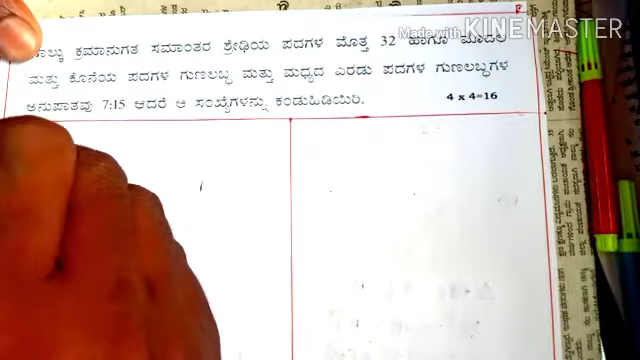 Made with KINEMASTER
ನಾಲ್ಕು ಕ್ರಮಾನುಗತ ಸಮಾಂತರ ಶ್ರೇಢಿಯ ಪದಗಳ ಮೊತ್ತ 32 ಹಾಗೂ ಮೊದಲ
ಮತ್ತು ಕೊನೆಯ ಪದಗಳ ಗುಣಲಬ್ಧ ಮತ್ತು ಮಧ್ಯದ ಎರಡು ಪದಗಳ ಗುಣಲಬ್ಧಗಳ
ಅನುಪಾತವು 7:15 ಆದರೆ ಆ ಸಂಖ್ಯೆಗಳನ್ನು ಕಂಡುಹಿಡಿಯಿರಿ. 4 x 4=16